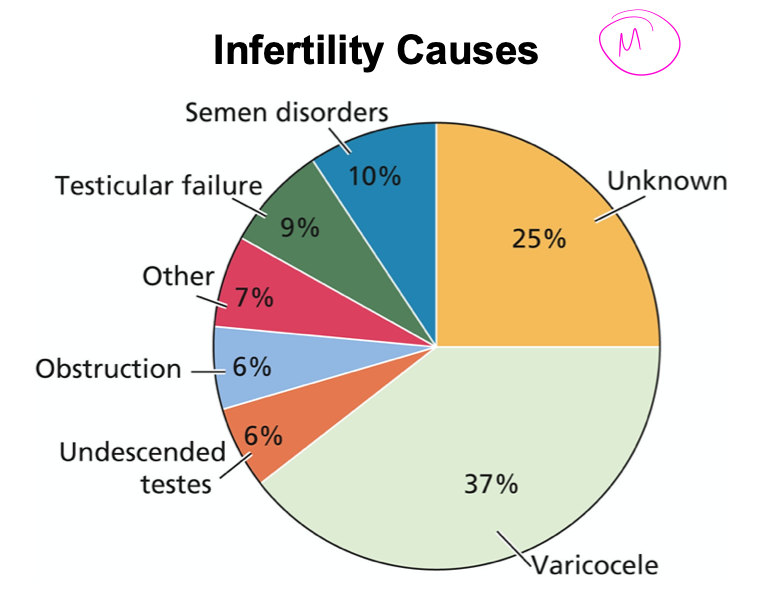 Infertility Causes
M
Semen disorders
10%
Unknown
25%
Testicular failure
9%
Other
7%
Obstruction
6%
Undescended
testes
6%
37%
Varicocele